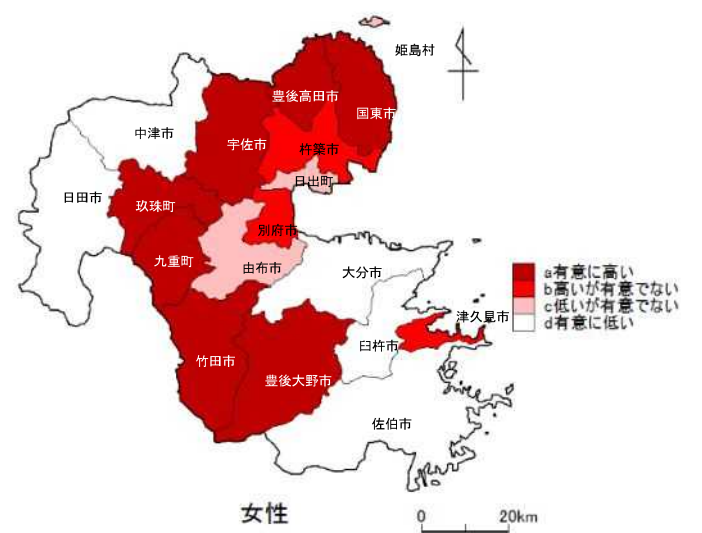 姫島村
豊後高田市
国東市
中津市
宇佐市
杵築市
日出町
日田市
玖珠町
別府市
九重町
由布市
大分市
a有意に高い
b高いが有意でない
c低いが有意でない
d有意に低い
津久見市
臼杵市
竹田市
豊後大野市
佐伯市
女性
0 20km